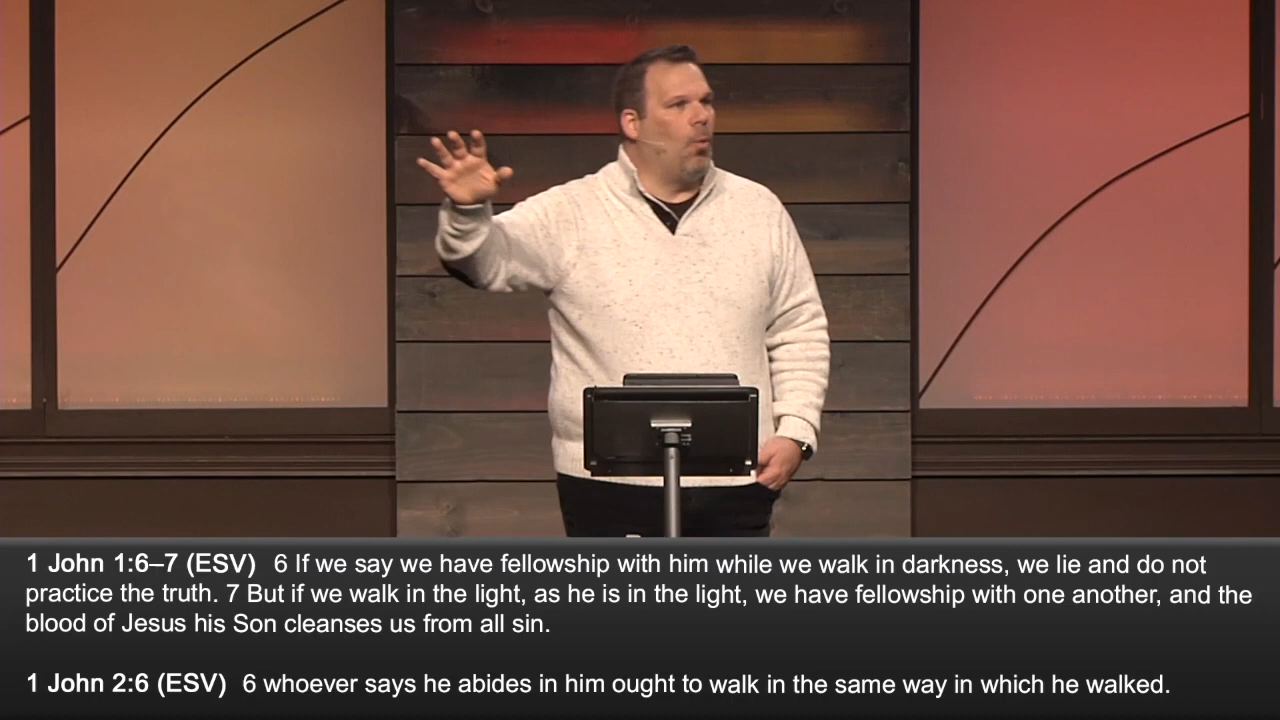 1 John 1:6–7 (ESV) 6 If we say we have fellowship with him while we walk in darkness, we lie and do not
practice the truth. 7 But if we walk in the light, as he is in the light, we have fellowship with one another, and the
blood of Jesus his Son cleanses us from all sin.
1 John 2:6 (ESV) 6 whoever says he abides in him ought to walk in the same way in which he walked.